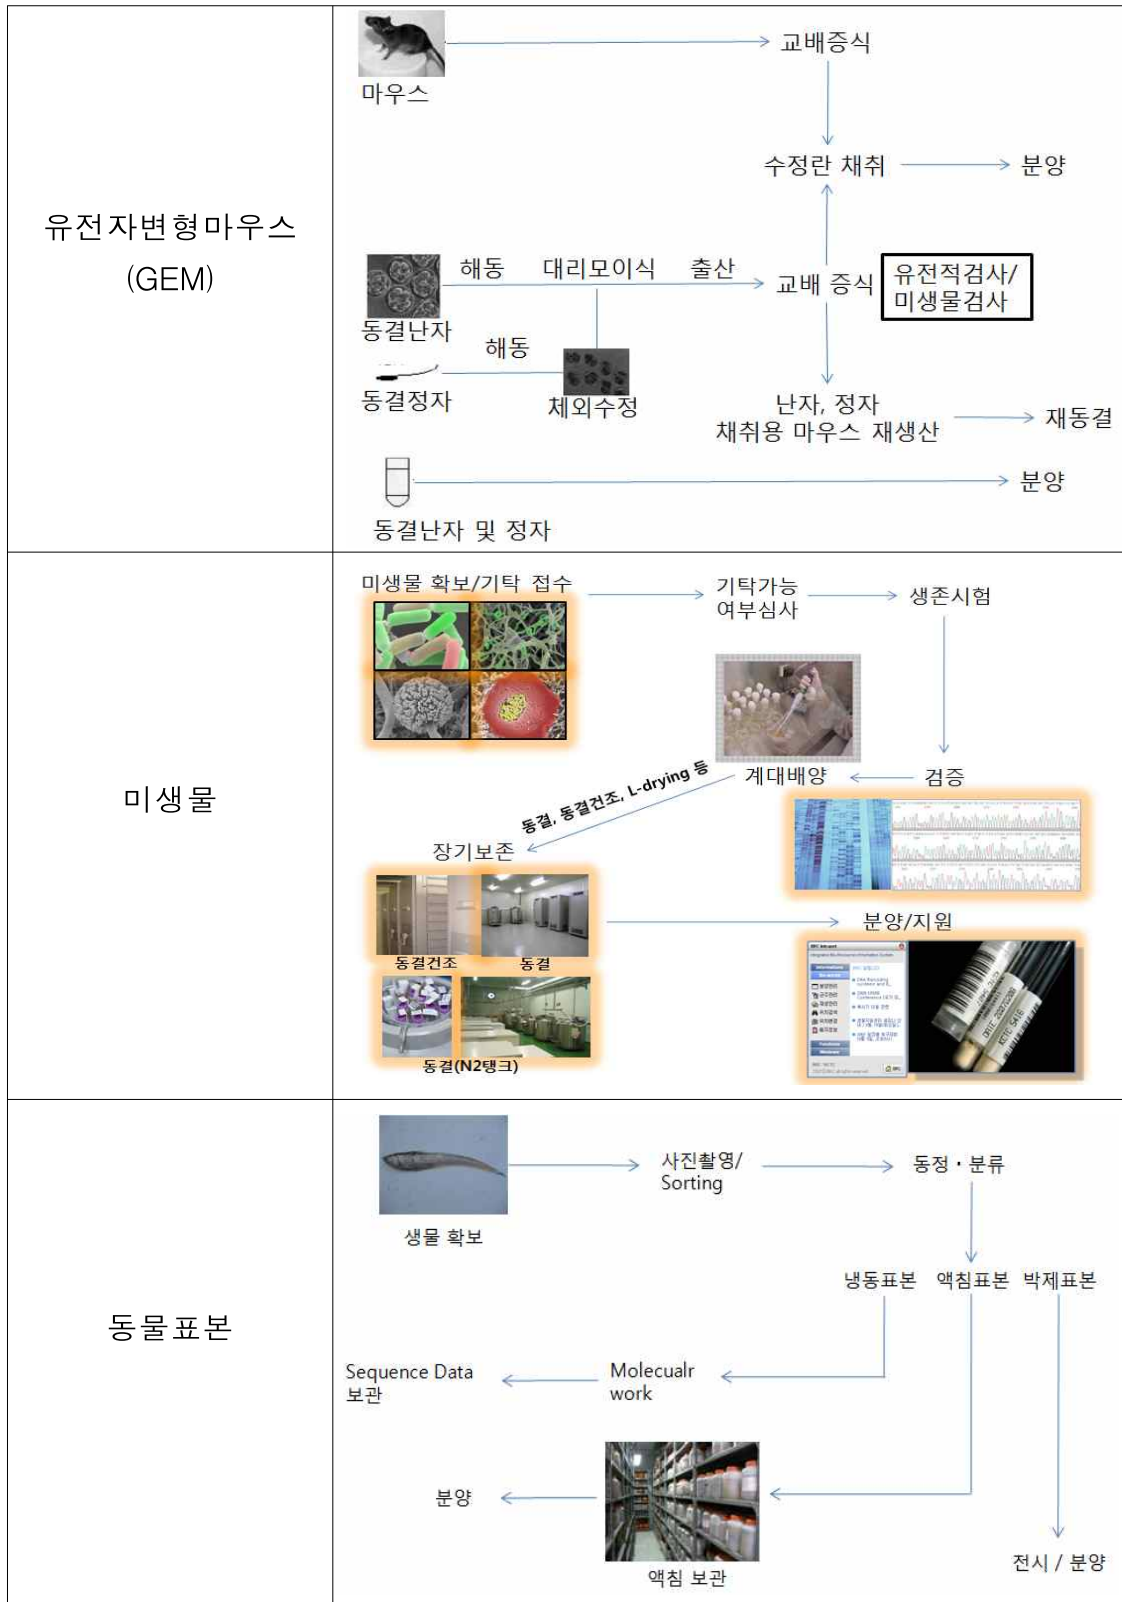 유전자변형마우스
(GEM)
마우스
교배증식
수정란 채취
분양
동결난자
해동
대리모이식
출산
교배 증식
유전적검사/
미생물검사
동결정자
해동
체외수정
난자, 정자
채취용 마우스 재생산
재동결
동결난자 및 정자
분양
미생물
미생물 확보/기탁 접수
기탁가능
여부심사
생존시험
검증
계대배양
동결, 동결건조, L-drying 등
장기보존
동결건조
동결
동결(N2탱크)
분양/지원
동물표본
생물 확보
사진촬영/
Sorting
동정 · 분류
냉동표본
액침표본
박제표본
Molecualr
work
Sequence Data
보관
액침 보관
분양
전시 / 분양